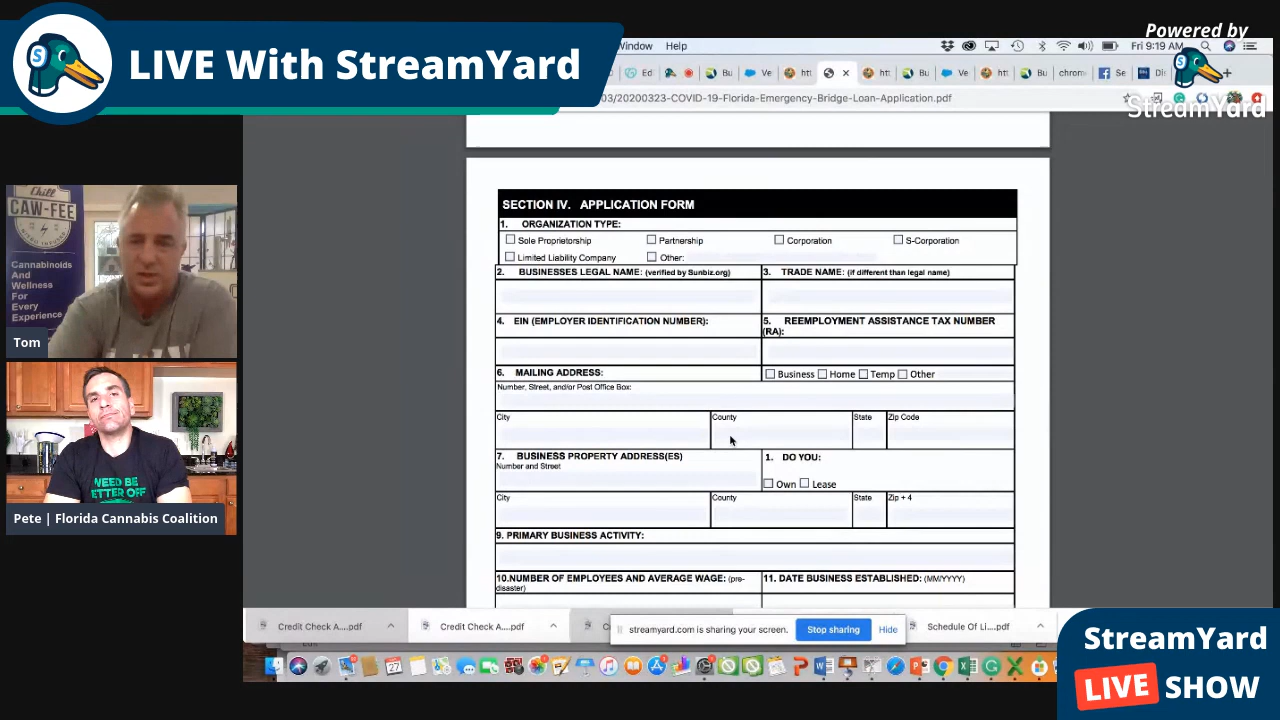 LIVE With StreamYard
Powered by
StreamYard
Window Help
Fri 9:19 AM
03/20200323-COVID-19-Florida-Emergency-Bridge-Loan-Application.pdf
SECTION IV. APPLICATION FORM
1. ORGANIZATION TYPE:
Sole Proprietorship Partnership Corporation S-Corporation
Limited Liability Company Other:
2. BUSINESSES LEGAL NAME: (verified by Sunbiz.org) 3. TRADE NAME: (if different than legal name)
4. EIN (EMPLOYER IDENTIFICATION NUMBER): 5. REEMPLOYMENT ASSISTANCE TAX NUMBER
(RA):
6. MAILING ADDRESS: Business Home Temp Other
Number, Street, and/or Post Office Box:
City County State Zip Code
7. BUSINESS PROPERTY ADDRESS(ES) 1. DO YOU:
Number and Street
Own Lease
City County State Zip + 4
9. PRIMARY BUSINESS ACTIVITY:
10.NUMBER OF EMPLOYEES AND AVERAGE WAGE: (pre- 11. DATE BUSINESS ESTABLISHED: (MM/YYYY)
disaster)
Chill
CAW-FEE
Cannabinoids
And
Wellness
For
Every
Experience
Tom
NEED BE
BETTER OFF
Pete | Florida Cannabis Coalition
Credit Check A....pdf Credit Check A....pdf
streamyard.com is sharing your screen. Stop sharing Hide
Schedule Of Li....pdf
StreamYard
LIVE SHOW